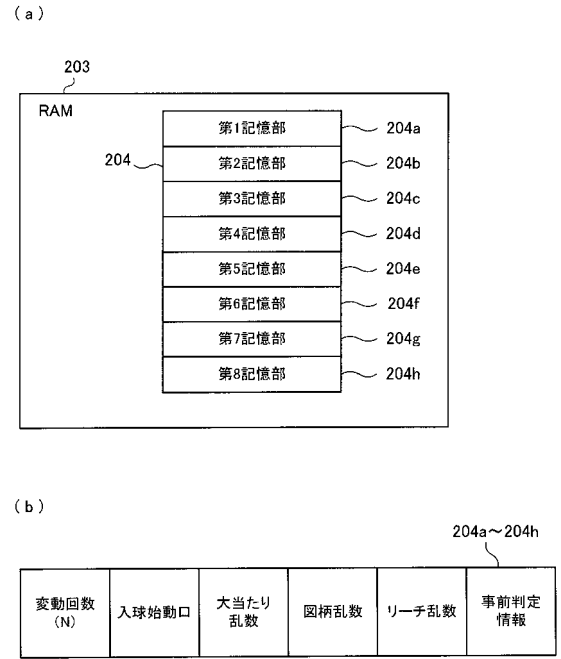 (a)
203
RAM
204
第1記憶部 204a
第2記憶部 204b
第3記憶部 204c
第4記憶部 204d
第5記憶部 204e
第6記憶部 204f
第7記憶部 204g
第8記憶部 204h
(b)
204a～204h
変動回数
(N)
入球始動口
大当たり
乱数
図柄乱数
リーチ乱数
事前判定
情報